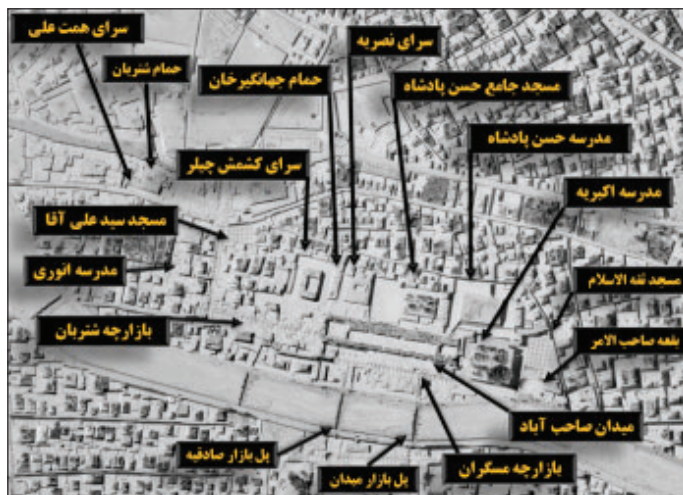 سرای نصریه
سرای همت علی
حمام شتربان
حمام جهانگیرخان
مسجد جامع حسن پادشاه
مدرسه حسن پادشاه
سرای کشمش چیلر
مدرسه اکبریه
مسجد سید علی آقا
مدرسه انوری
مسجد ثقه الاسلام
بازارچه شتربان
بقعه صاحب الامر
میدان صاحب آباد
پل بازار صادقیه
پل بازار میدان
بازارچه مسگران